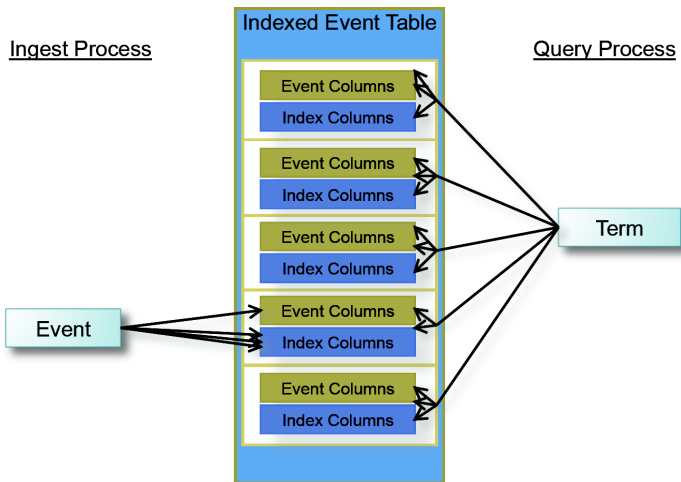 Indexed Event Table
Ingest Process
Query Process
Event Columns
Index Columns
Event Columns
Index Columns
Event Columns
Index Columns
Event Columns
Index Columns
Event Columns
Index Columns
Term
Event